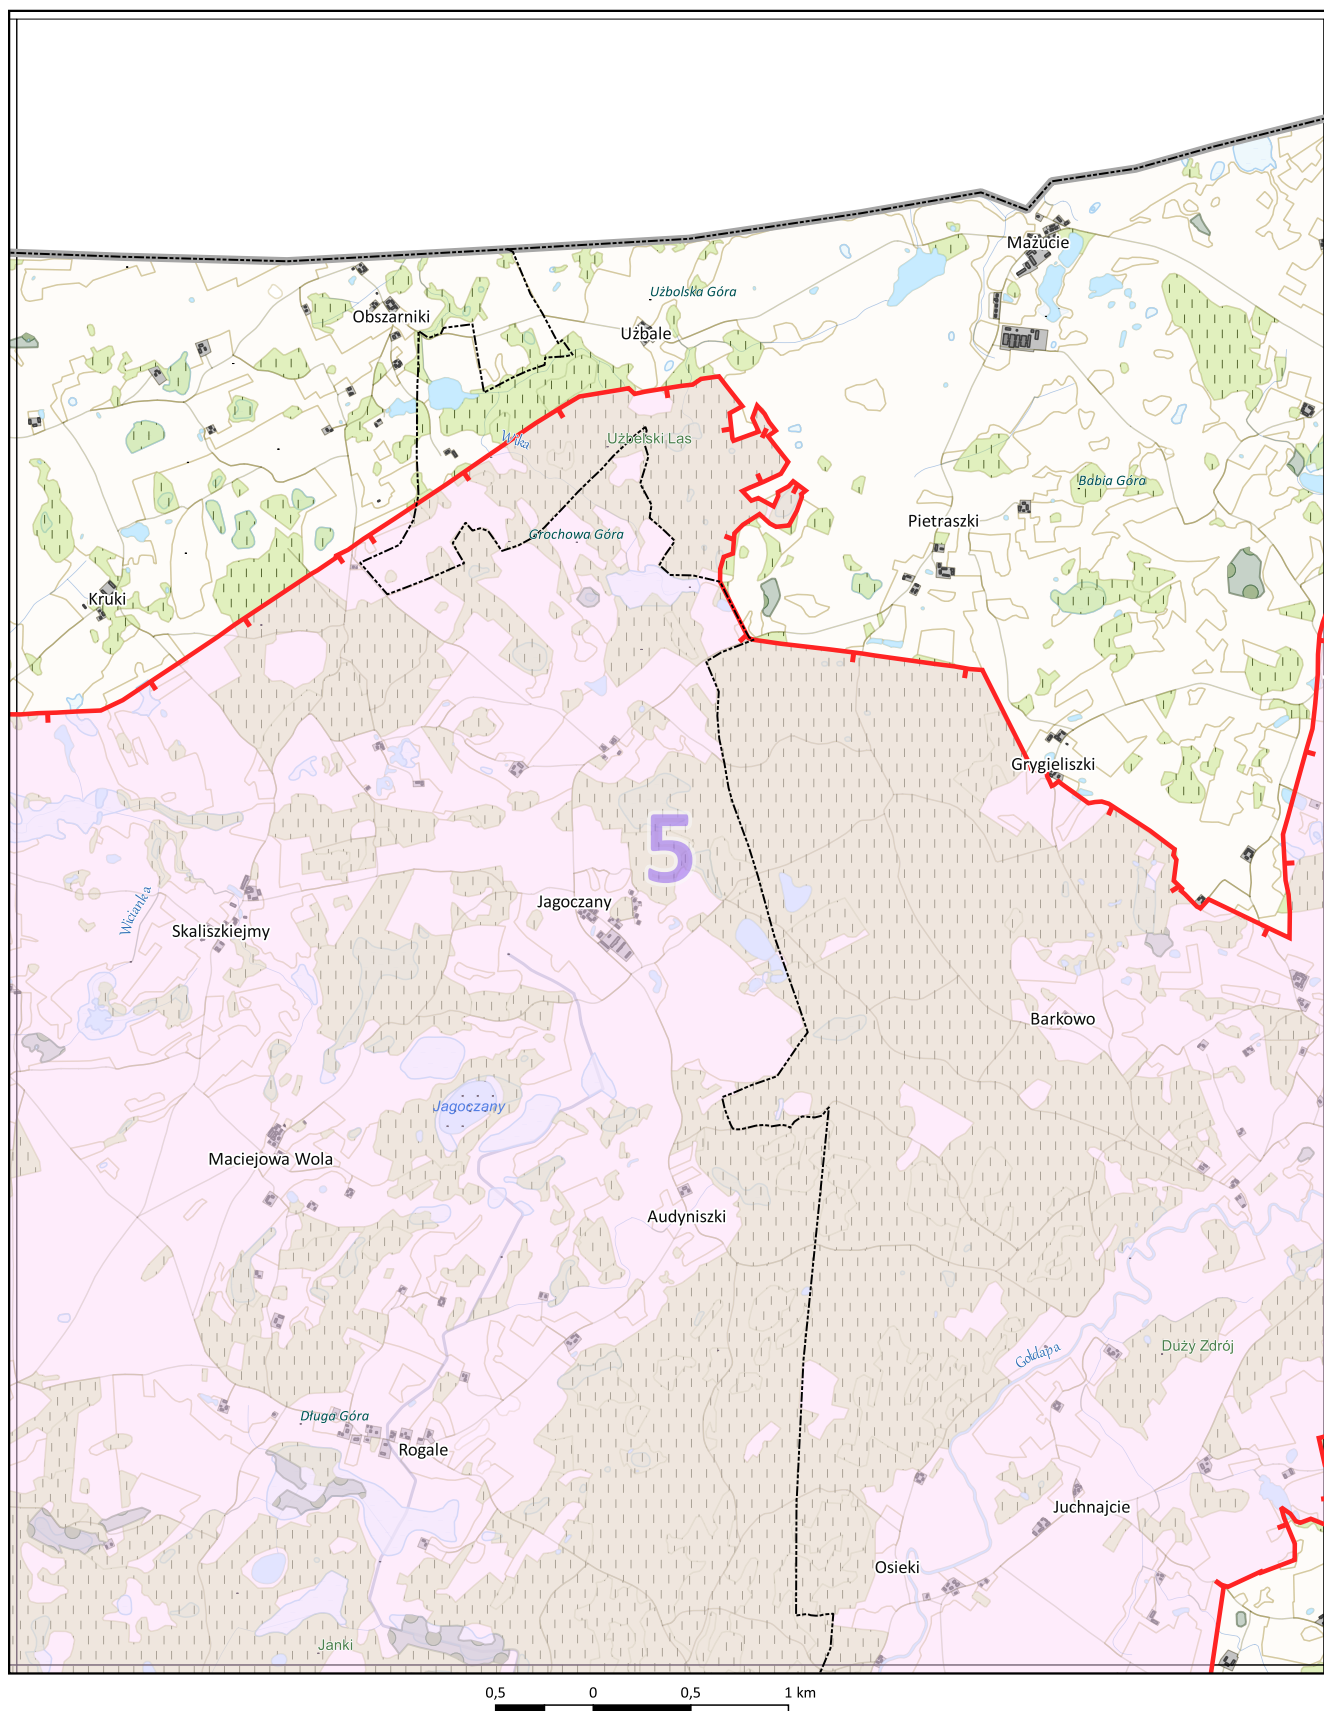 Mażucie
Użbolska Góra
Obszarniki
Użbale
Wilka
Użbelski Las
Babia Góra
Pietraszki
Grochowa Góra
Kruki
Grygieliszki
5
Wicianka
Jagoczany
Skaliszkiejmy
Barkowo
Jagoczany
Maciejowa Wola
Audyniszki
Gołdapa
Duży Zdrój
Długa Góra
Rogale
Juchnajcie
Osieki
Janki
0,5 0 0,5 1 km